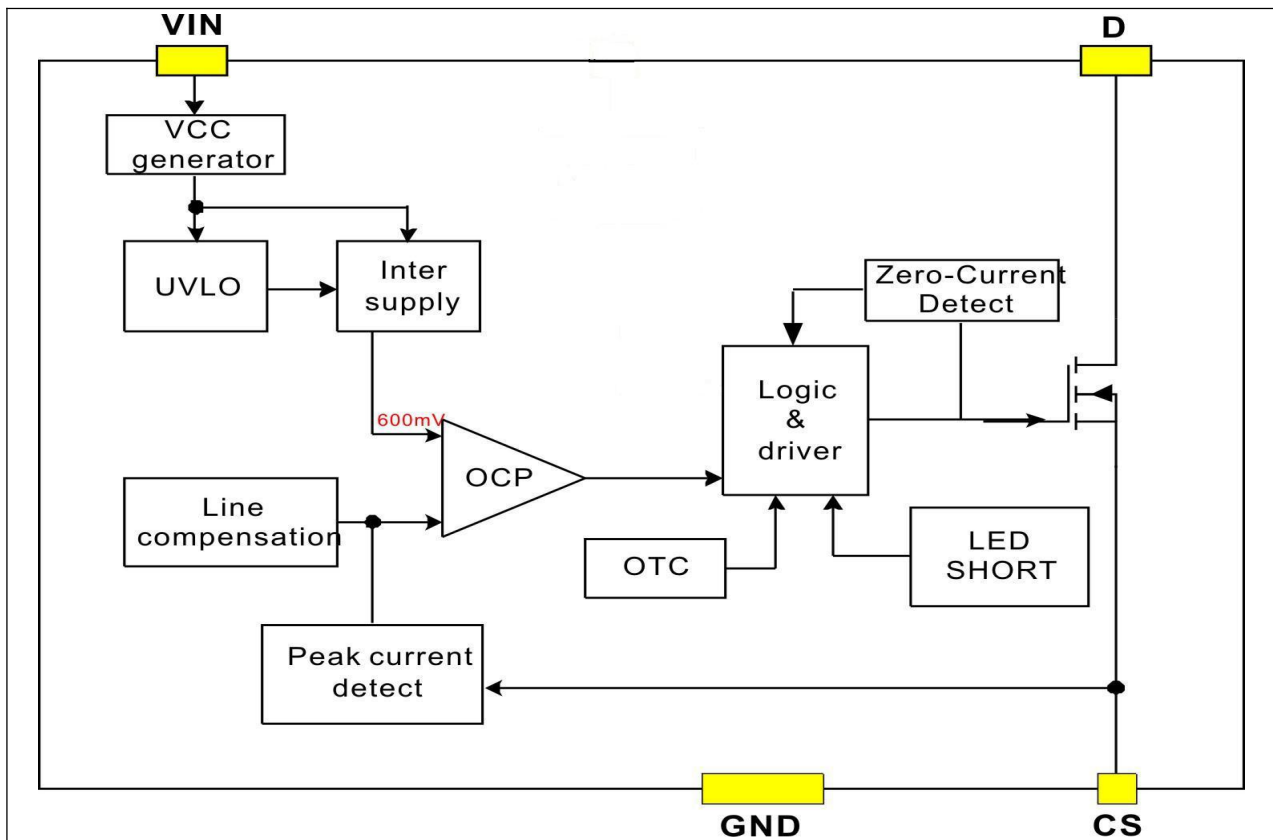 VIN
D
VCC
generator
UVLO
Inter
supply
Zero-Current
Detect
600mV
Logic
&
driver
OCP
Line
compensation
OTC
LED
SHORT
Peak current
detect
GND
CS